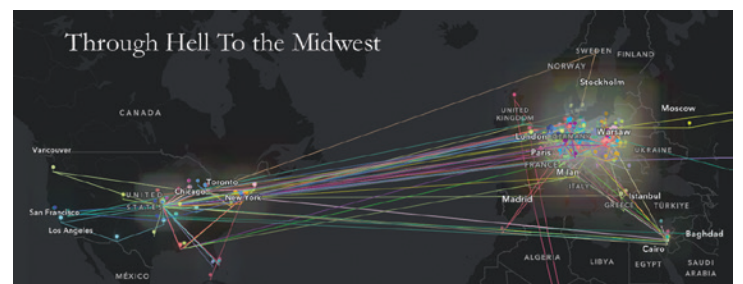 Through Hell To the Midwest
SWEDEN
FINLAND
NORWAY
Stockholm
CANADA
UNITED
KINGDOM
Moscow
London
GERMANY
Warsaw
Vancouver
Paris
UKRAINE
FRANCE
Milan
Toronto
Chicago
UNITED
STATES
New York
ITALY
Madrid
Istanbul
GREECE
TÜRKIYE
San Francisco
Los Angeles
Baghdad
Cairo
ALGERIA
LIBYA
EGYPT
SAUDI
ARABIA
MÉXICO